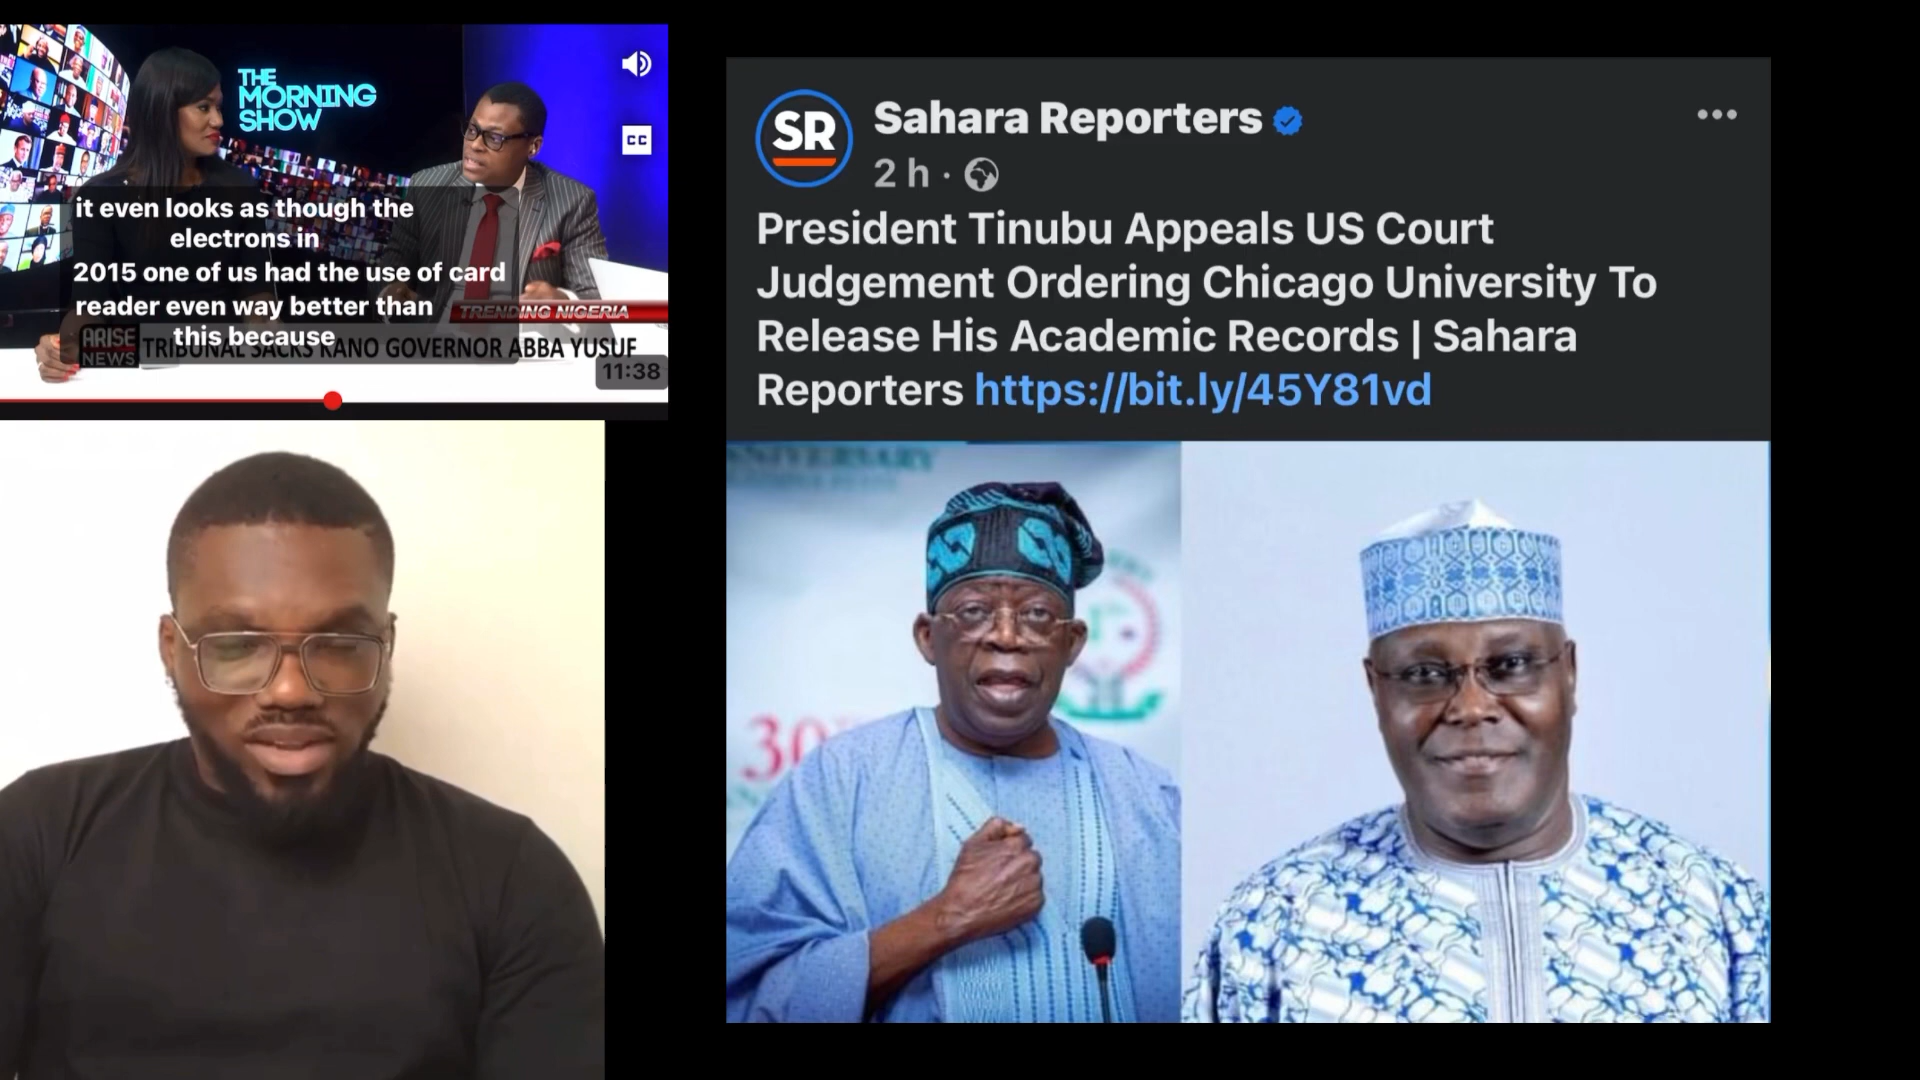 THE
MORNING
SHOW
CC
it even looks as though the
electrons in
2015 one of us had the use of card
reader even way better than
this because
TRENDING NIGERIA
ARISE
NEWS
TRIBUNAL SACKS KANO GOVERNOR ABBA YUSUF
11:38
SR
Sahara Reporters
2 h ·
President Tinubu Appeals US Court
Judgement Ordering Chicago University To
Release His Academic Records | Sahara
Reporters https://bit.ly/45Y81vd
NNIVERSARY
30